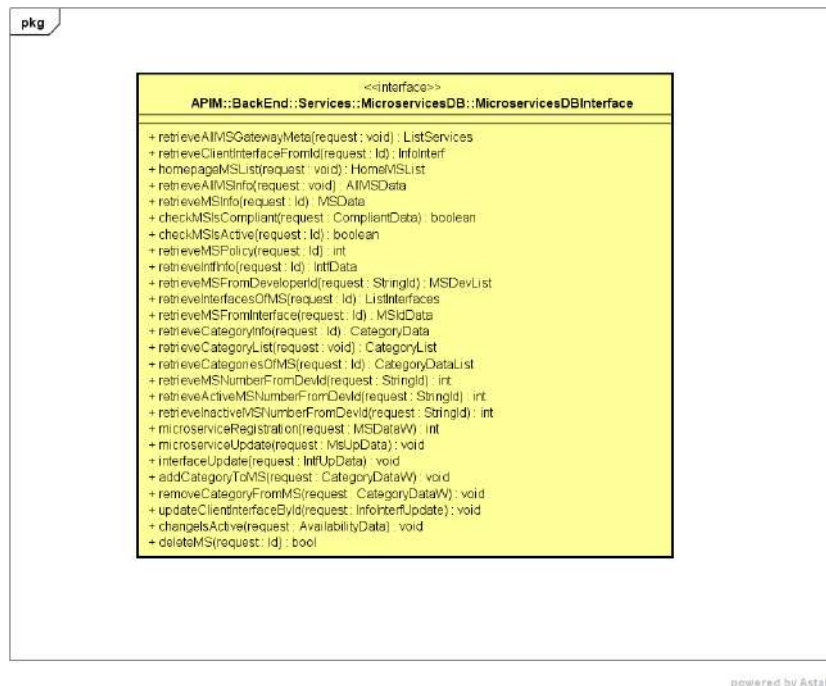 pkg
<<interface>>
APIM::BackEnd::Services::MicroservicesDB::MicroservicesDBInterface
+ retrieveAllMSGatewayMeta(request : void) : ListServices
+ retrieveClientInterfaceFromId(request : Id) : InfoInterf
+ homepageMSList(request : void) : HomeMSList
+ retrieveAllMSInfo(request : void) : AllMSData
+ retrieveMSInfo(request : Id) : MSData
+ checkMSIsCompliant(request : CompliantData) : boolean
+ checkMSIsActive(request : Id) : boolean
+ retrieveMSPolicy(request : Id) : int
+ retrieveIntfInfo(request : Id) : IntfData
+ retrieveMSFromDeveloperId(request : StringId) : MSDevList
+ retrieveInterfacesOfMS(request : Id) : ListInterfaces
+ retrieveMSFromInterface(request : Id) : MSIdData
+ retrieveCategoryInfo(request : Id) : CategoryData
+ retrieveCategoryList(request : void) : CategoryList
+ retrieveCategoriesOfMS(request : Id) : CategoryDataList
+ retrieveMSNumberFromDevId(request : StringId) : int
+ retrieveActiveMSNumberFromDevId(request : StringId) : int
+ retrieveInactiveMSNumberFromDevId(request : StringId) : int
+ microserviceRegistration(request : MSDataW) : int
+ microserviceUpdate(request : MsUpData) : void
+ interfaceUpdate(request : IntfUpData) : void
+ addCategoryToMS(request : CategoryDataW) : void
+ removeCategoryFromMS(request : CategoryDataW) : void
+ updateClientInterfaceById(request : InfoInterfUpdate) : void
+ changeIsActive(request : AvailabilityData) : void
+ deleteMS(request : Id) : bool
powered by Asta